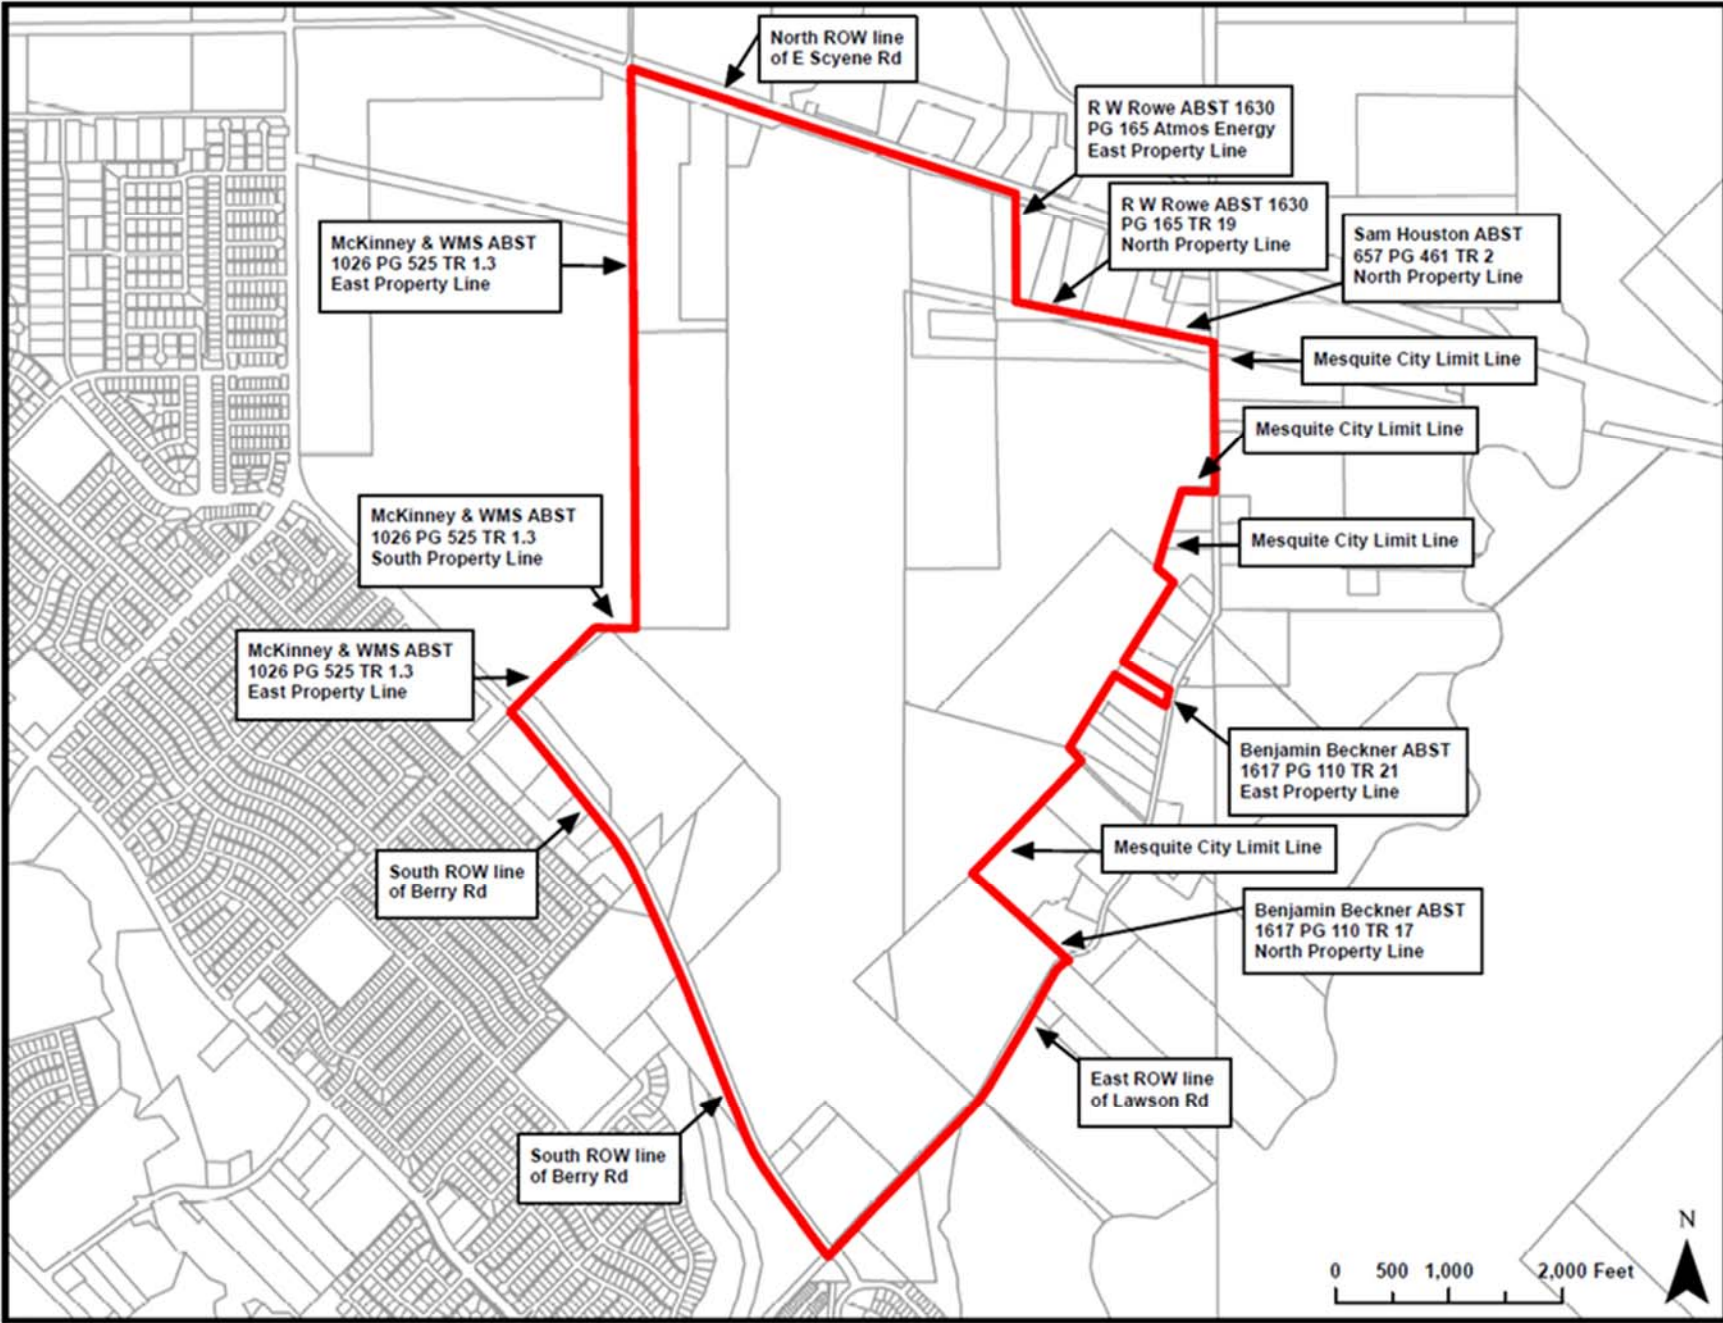 North ROW line
of E Scyene Rd
R W Rowe ABST 1630
PG 165 Atmos Energy
East Property Line
R W Rowe ABST 1630
PG 165 TR 19
North Property Line
Sam Houston ABST
657 PG 461 TR 2
North Property Line
McKinney & WMS ABST
1026 PG 525 TR 1.3
East Property Line
Mesquite City Limit Line
Mesquite City Limit Line
McKinney & WMS ABST
1026 PG 525 TR 1.3
South Property Line
Mesquite City Limit Line
McKinney & WMS ABST
1026 PG 525 TR 1.3
East Property Line
Benjamin Beckner ABST
1617 PG 110 TR 21
East Property Line
Mesquite City Limit Line
South ROW line
of Berry Rd
Benjamin Beckner ABST
1617 PG 110 TR 17
North Property Line
East ROW line
of Lawson Rd
South ROW line
of Berry Rd
N
0 500 1,000 2,000 Feet